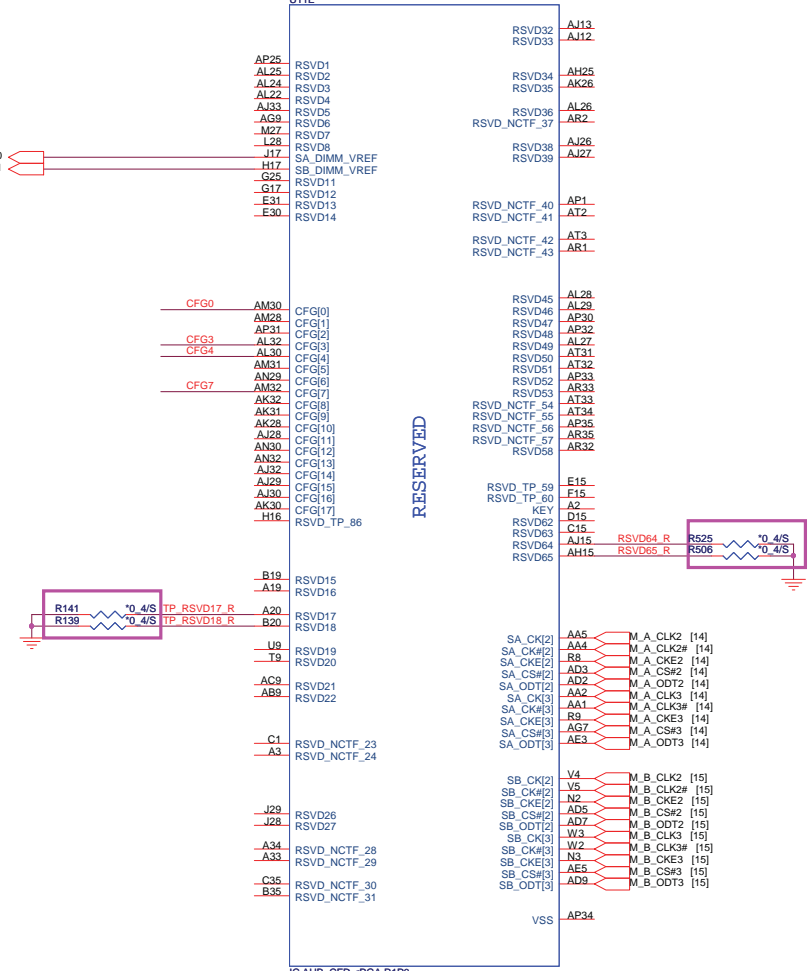 AP25 RSVD1
AL25 RSVD2
AL24 RSVD3
AL22 RSVD4
AJ33 RSVD5
AG9 RSVD6
M27 RSVD7
L28 RSVD8
J17 SA_DIMM_VREF
H17 SB_DIMM_VREF
G25 RSVD11
G17 RSVD12
E31 RSVD13
E30 RSVD14
CFG0 AM30 CFG[0]
AM28 CFG[1]
AP31 CFG[2]
CFG3 AL32 CFG[3]
CFG4 AL30 CFG[4]
AM31 CFG[5]
AN29 CFG[6]
CFG7 AM32 CFG[7]
AK32 CFG[8]
AK31 CFG[9]
AK28 CFG[10]
AJ28 CFG[11]
AN30 CFG[12]
AN32 CFG[13]
AJ32 CFG[14]
AJ29 CFG[15]
AJ30 CFG[16]
AK30 CFG[17]
H16 RSVD_TP_86
B19 RSVD15
A19 RSVD16
R141 *0_4/S TP_RSVD17_R A20 RSVD17
R139 *0_4/S TP_RSVD18_R B20 RSVD18
U9 RSVD19
T9 RSVD20
AC9 RSVD21
AB9 RSVD22
C1 RSVD_NCTF_23
A3 RSVD_NCTF_24
J29 RSVD26
J28 RSVD27
A34 RSVD_NCTF_28
A33 RSVD_NCTF_29
C35 RSVD_NCTF_30
B35 RSVD_NCTF_31
RESERVED
RSVD32 AJ13
RSVD33 AJ12
RSVD34 AH25
RSVD35 AK26
RSVD36 AL26
RSVD_NCTF_37 AR2
RSVD38 AJ26
RSVD39 AJ27
RSVD_NCTF_40 AP1
RSVD_NCTF_41 AT2
RSVD_NCTF_42 AT3
RSVD_NCTF_43 AR1
RSVD45 AL28
RSVD46 AL29
RSVD47 AP30
RSVD48 AP32
RSVD49 AL27
RSVD50 AT31
RSVD51 AT32
RSVD52 AP33
RSVD53 AR33
RSVD_NCTF_54 AT33
RSVD_NCTF_55 AT34
RSVD_NCTF_56 AP35
RSVD_NCTF_57 AR35
RSVD58 AR32
RSVD_TP_59 E15
RSVD_TP_60 F15
KEY A2
RSVD62 D15
RSVD63 C15
RSVD64 AJ15 RSVD64_R R525 *0_4/S
RSVD65 AH15 RSVD65_R R506 *0_4/S
SA_CK[2] AA5 M_A_CLK2 [14]
SA_CK#[2] AA4 M_A_CLK2# [14]
SA_CKE[2] R8 M_A_CKE2 [14]
SA_CS#[2] AD3 M_A_CS#2 [14]
SA_ODT[2] AD2 M_A_ODT2 [14]
SA_CK[3] AA2 M_A_CLK3 [14]
SA_CK#[3] AA1 M_A_CLK3# [14]
SA_CKE[3] R9 M_A_CKE3 [14]
SA_CS#[3] AG7 M_A_CS#3 [14]
SA_ODT[3] AE3 M_A_ODT3 [14]
SB_CK[2] V4 M_B_CLK2 [15]
SB_CK#[2] V5 M_B_CLK2# [15]
SB_CKE[2] N2 M_B_CKE2 [15]
SB_CS#[2] AD5 M_B_CS#2 [15]
SB_ODT[2] AD7 M_B_ODT2 [15]
SB_CK[3] W3 M_B_CLK3 [15]
SB_CK#[3] W2 M_B_CLK3# [15]
SB_CKE[3] N3 M_B_CKE3 [15]
SB_CS#[3] AE5 M_B_CS#3 [15]
SB_ODT[3] AD9 M_B_ODT3 [15]
VSS AP34